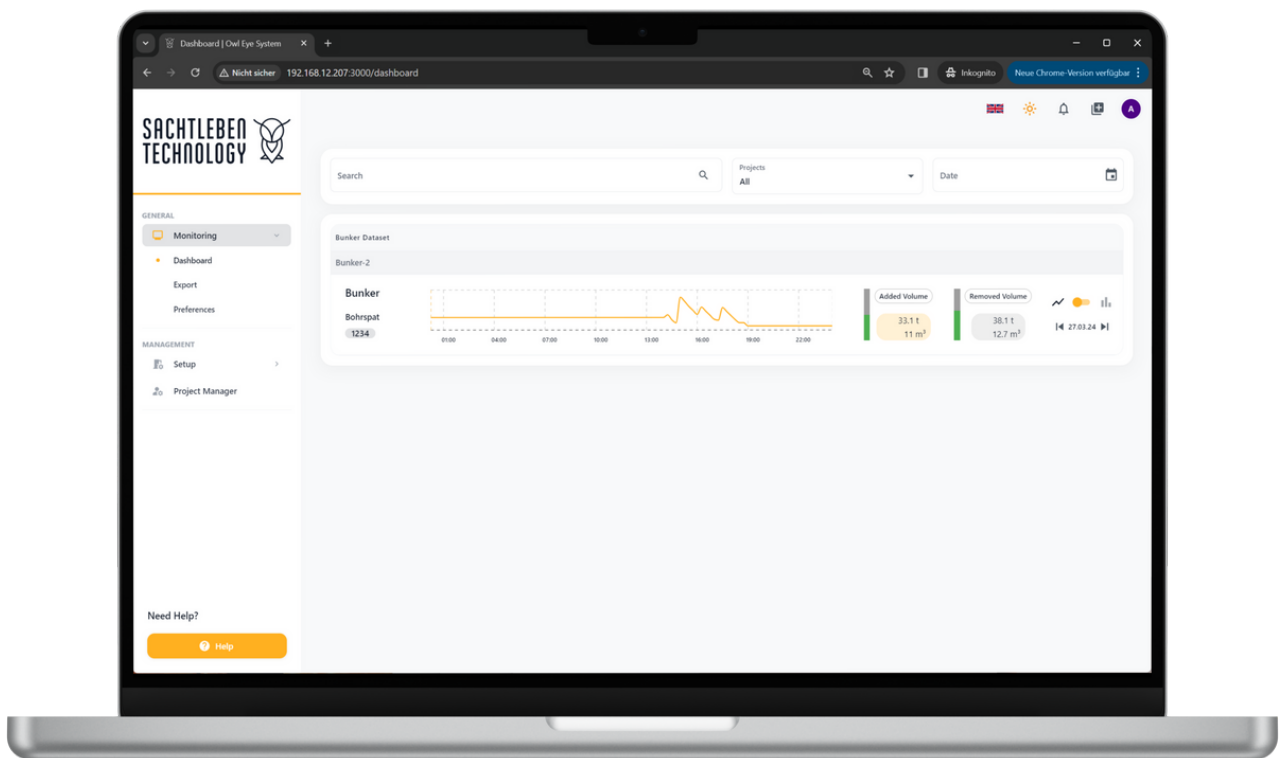 Dashboard | Owl Eye System
Nicht sicher 192.168.12.207:3000/dashboard
Inkognito
Neue Chrome-Version verfügbar
A
SACHTLEBEN
TECHNOLOGY
Search
Projects
All
Date
GENERAL
Monitoring
Dashboard
Export
Preferences
MANAGEMENT
Setup
Project Manager
Need Help?
Help
Bunker Dataset
Bunker-2
Bunker
Bohrspat
1234
01:00 04:00 07:00 10:00 13:00 16:00 19:00 22:00
Added Volume
33.1 t
11 m³
Removed Volume
38.1 t
12.7 m³
27.03.24